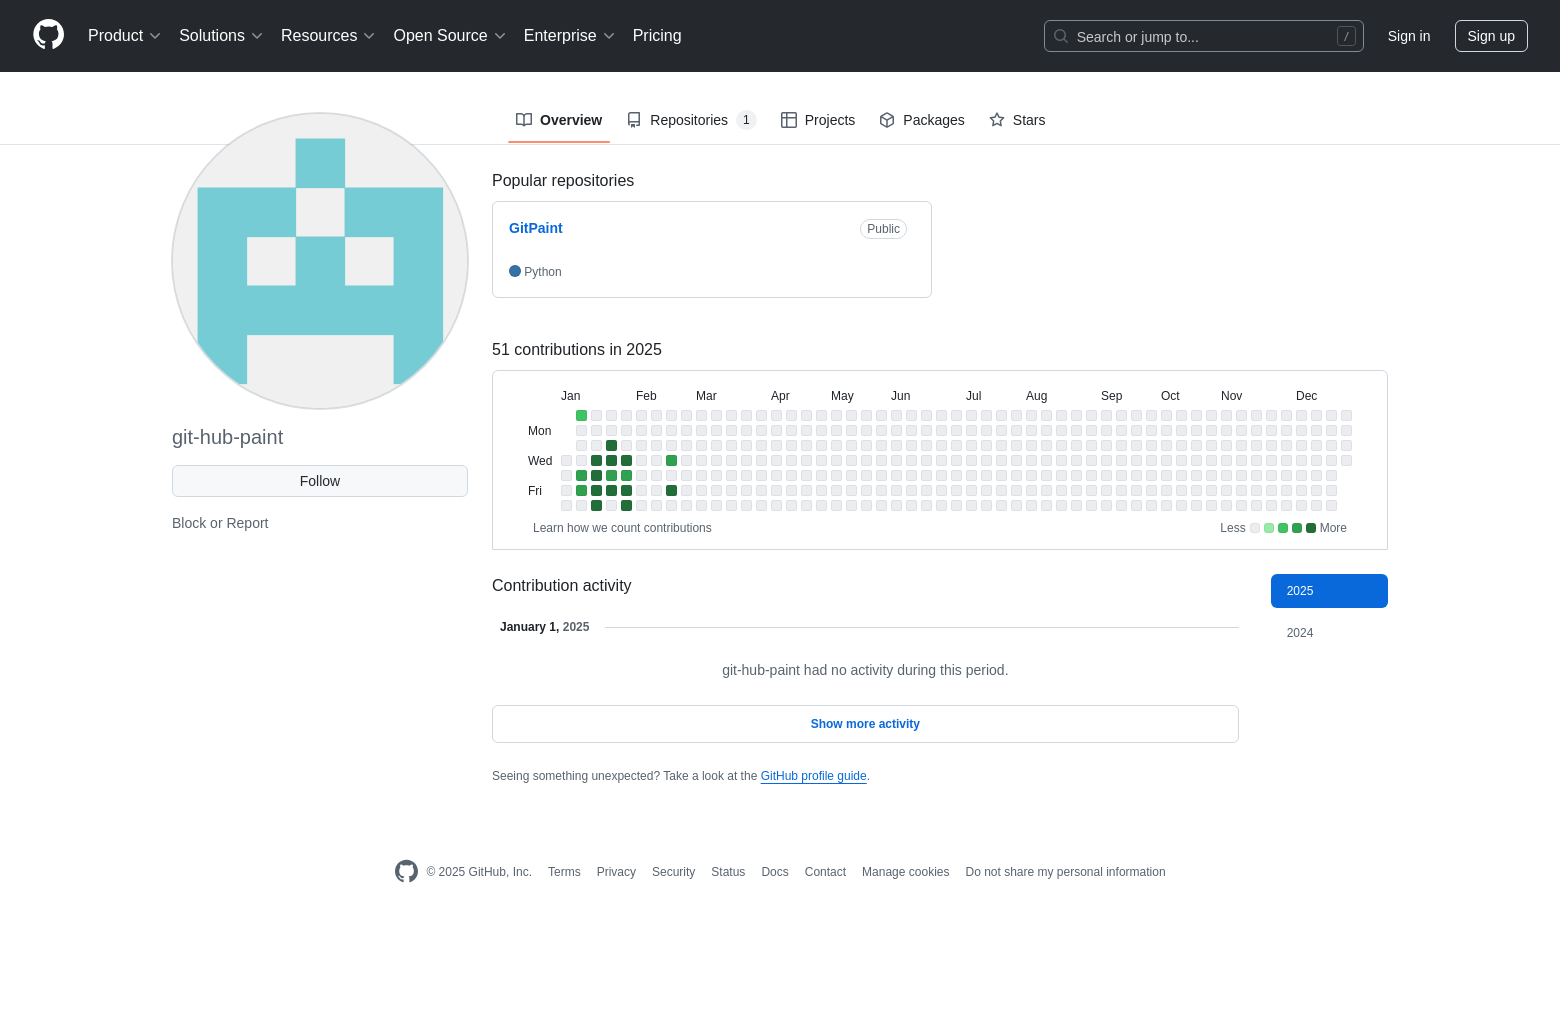 Product Solutions Resources Open Source Enterprise Pricing Search or jump to... / Sign in Sign up
Overview Repositories 1 Projects Packages Stars
Popular repositories
GitPaint Public
Python
51 contributions in 2025
Jan Feb Mar Apr May Jun Jul Aug Sep Oct Nov Dec
Mon
Wed
Fri
Learn how we count contributions Less More
git-hub-paint
Follow
Block or Report
Contribution activity
2025
2024
January 1, 2025
git-hub-paint had no activity during this period.
Show more activity
Seeing something unexpected? Take a look at the GitHub profile guide.
© 2025 GitHub, Inc. Terms Privacy Security Status Docs Contact Manage cookies Do not share my personal information